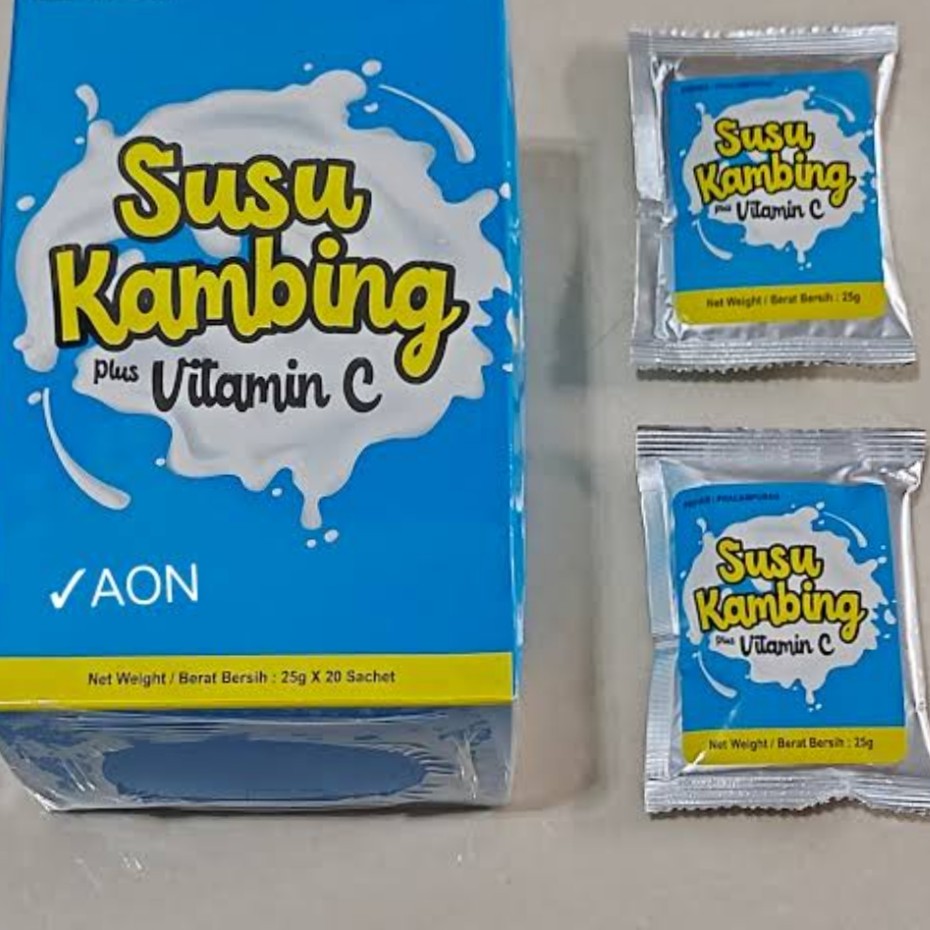 Susu
Kambing
plus Vitamin C
✓AON
Net Weight / Berat Bersih : 25g X 20 Sachet
Susu
Kambing
plus Vitamin C
Net Weight / Berat Bersih : 25g
Susu
Kambing
plus Vitamin C
Net Weight / Berat Bersih : 25g